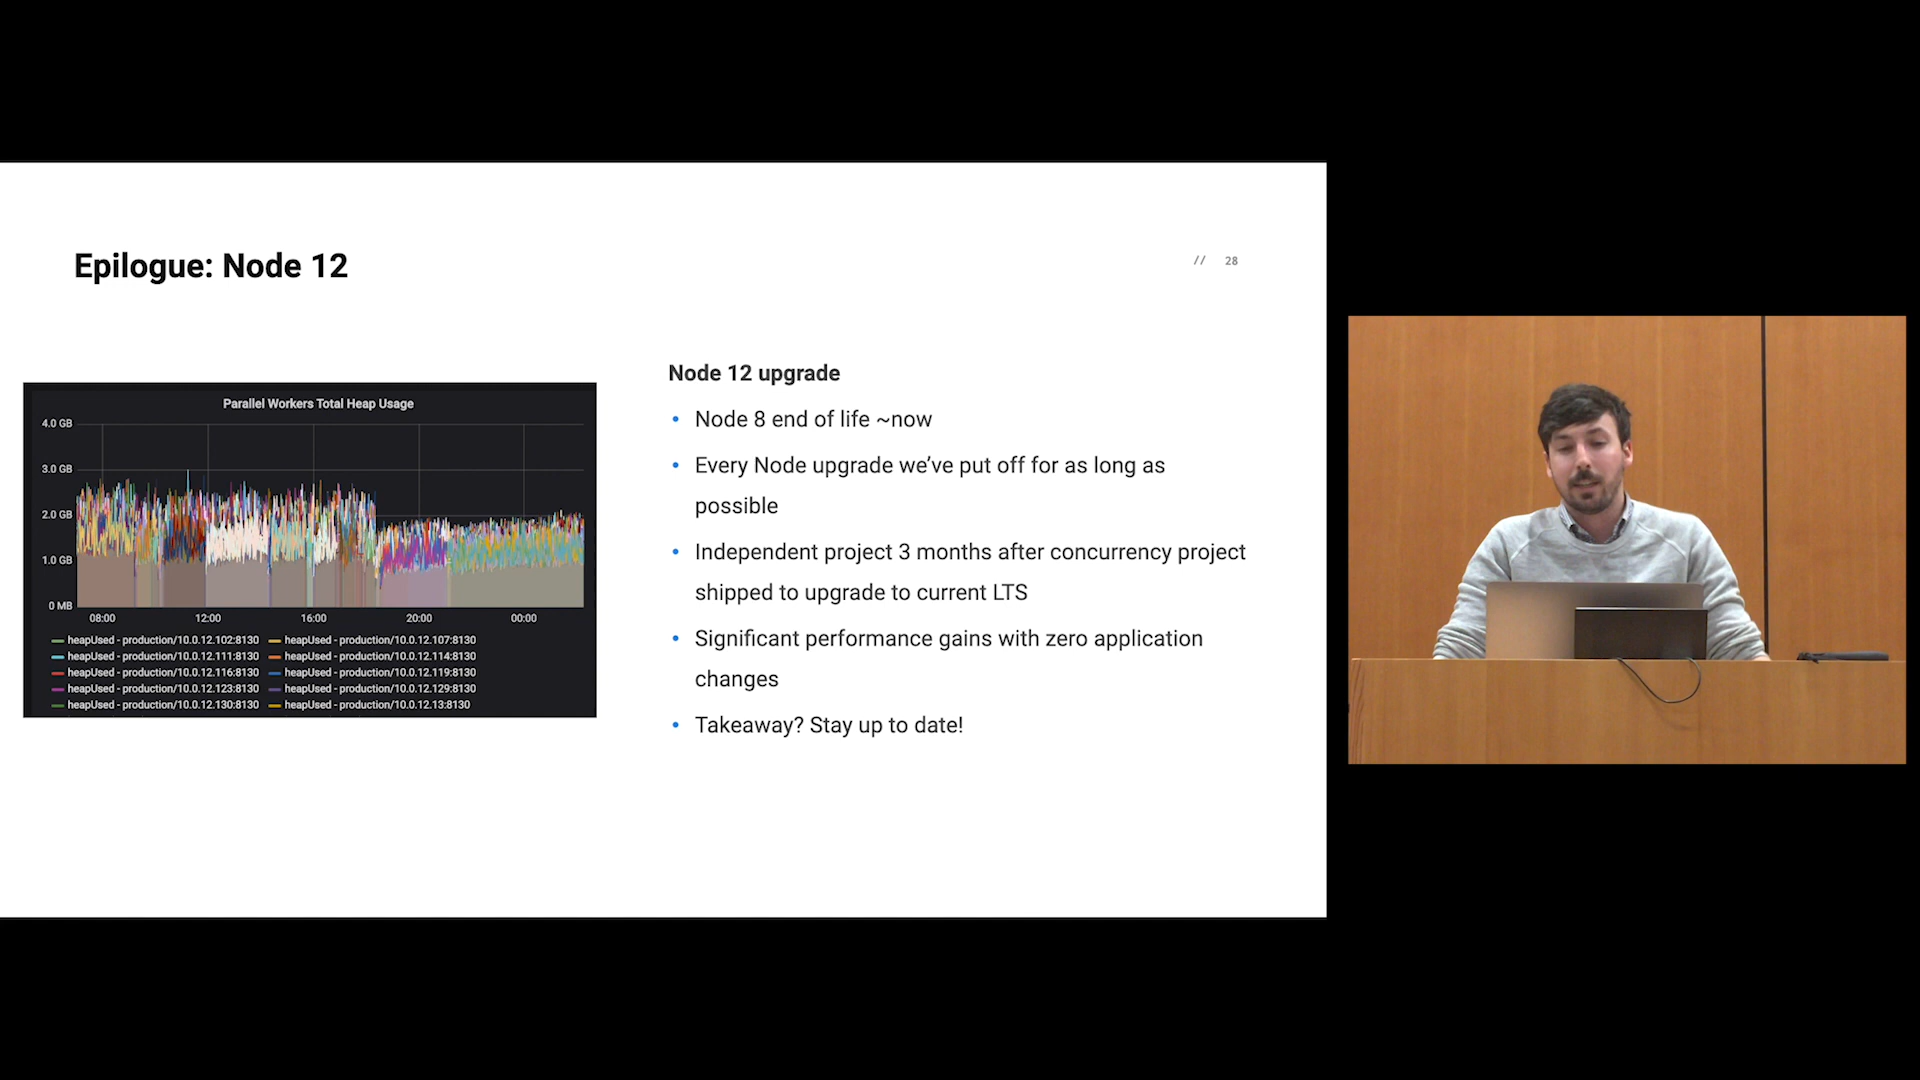 Epilogue: Node 12
// 28
Parallel Workers Total Heap Usage
4.0 GB
3.0 GB
2.0 GB
1.0 GB
0 MB
08:00 12:00 16:00 20:00 00:00
heapUsed - production/10.0.12.102:8130 heapUsed - production/10.0.12.107:8130
heapUsed - production/10.0.12.111:8130 heapUsed - production/10.0.12.114:8130
heapUsed - production/10.0.12.116:8130 heapUsed - production/10.0.12.119:8130
heapUsed - production/10.0.12.123:8130 heapUsed - production/10.0.12.129:8130
heapUsed - production/10.0.12.130:8130 heapUsed - production/10.0.12.13:8130
Node 12 upgrade
• Node 8 end of life ~now
• Every Node upgrade we’ve put off for as long as
possible
• Independent project 3 months after concurrency project
shipped to upgrade to current LTS
• Significant performance gains with zero application
changes
• Takeaway? Stay up to date!